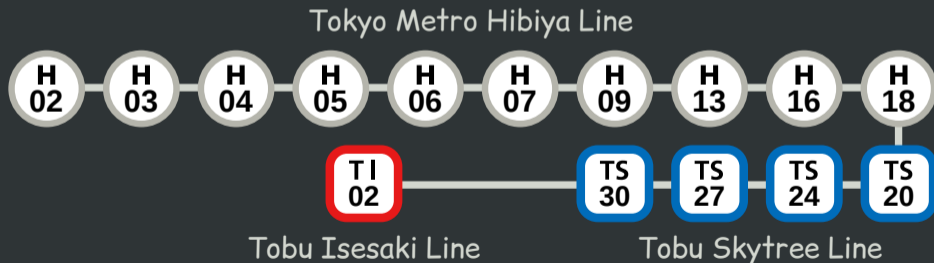 Tokyo Metro Hibiya Line
H H H H H H H H H H
02 03 04 05 06 07 09 13 16 18
TI TS TS TS TS
02 30 27 24 20
Tobu Isesaki Line Tobu Skytree Line